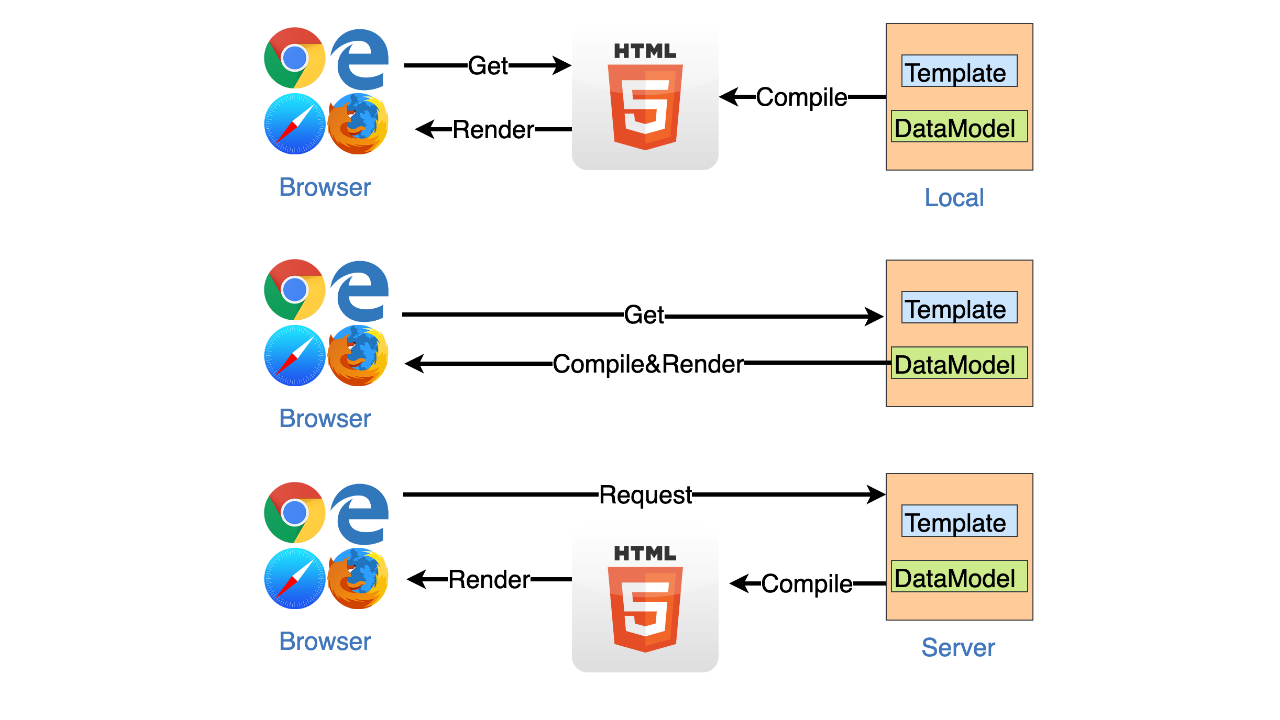 HTML
5
Get
Compile
Template
DataModel
Render
Browser
Local
Get
Template
Compile&Render
DataModel
Browser
Request
Template
HTML
5
Render
Compile
DataModel
Browser
Server